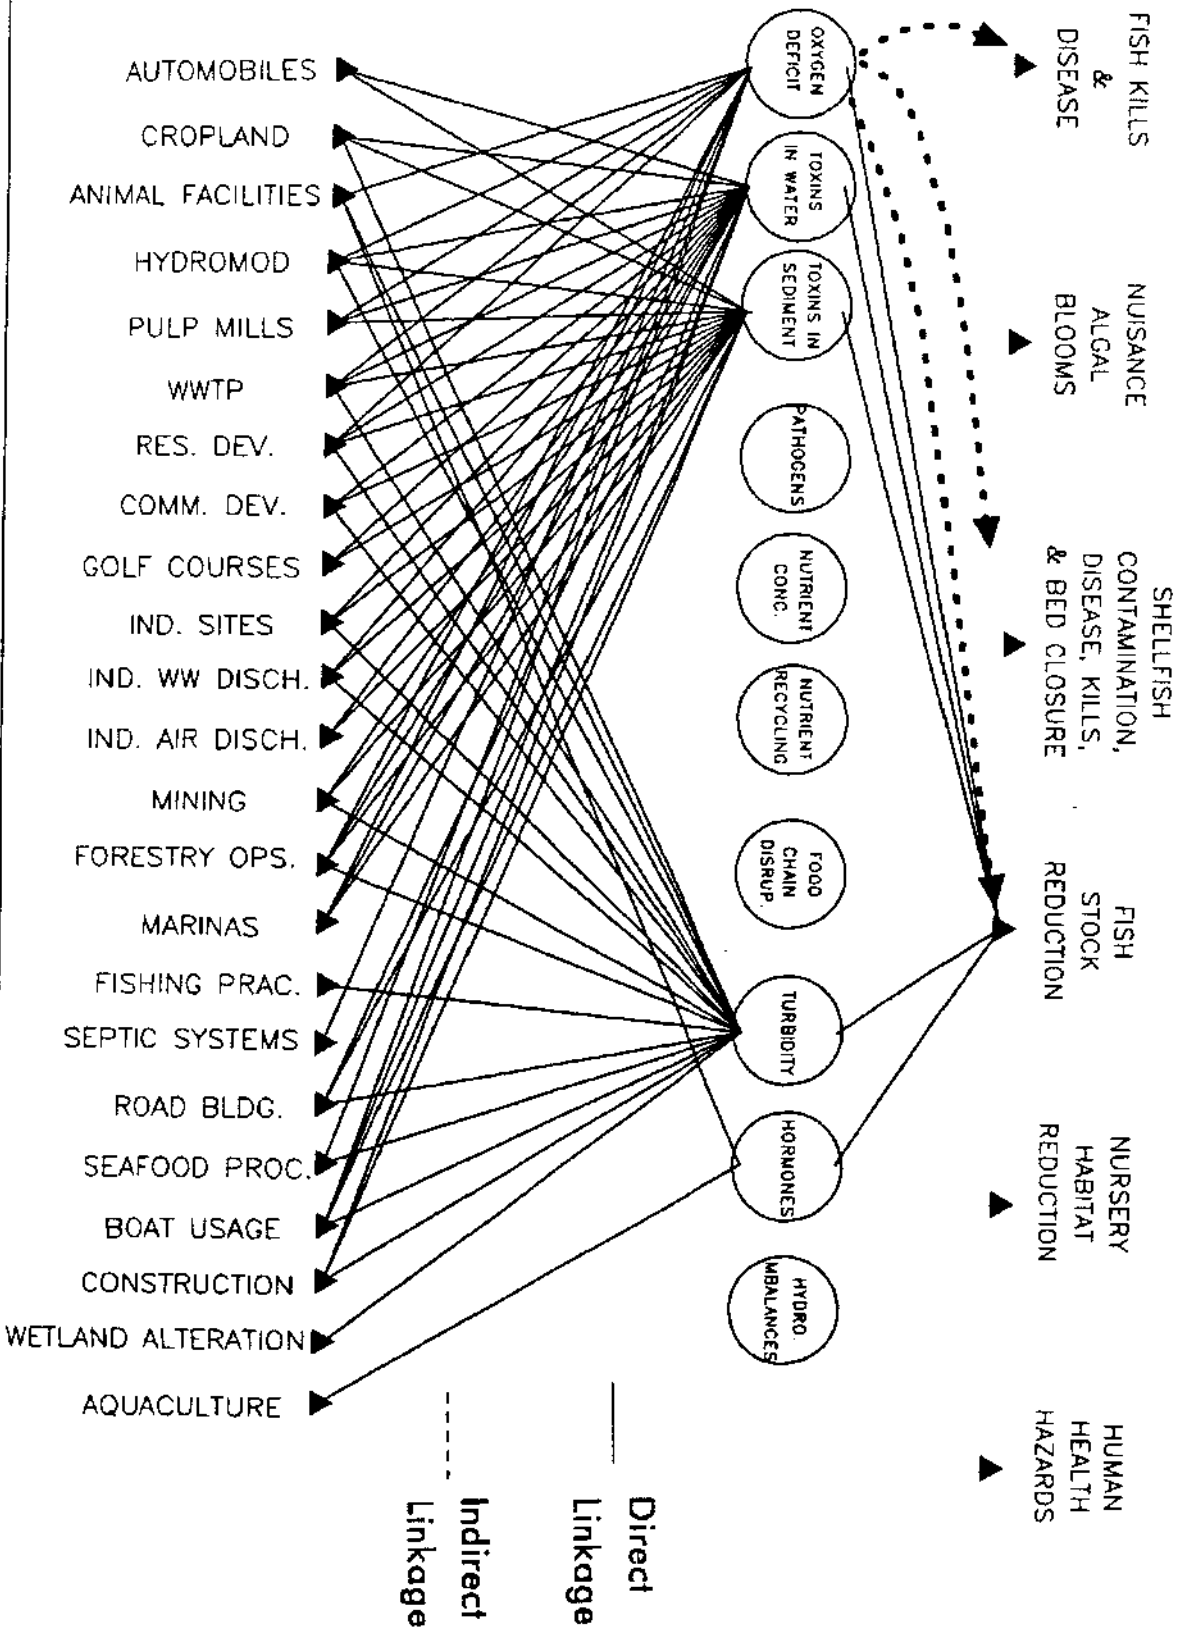 AUTOMOBILES
CROPLAND
ANIMAL FACILITIES
HYDROMOD
PULP MILLS
WWTP
RES. DEV.
COMM. DEV.
GOLF COURSES
IND. SITES
IND. WW DISCH.
IND. AIR DISCH.
MINING
FORESTRY OPS.
MARINAS
FISHING PRAC.
SEPTIC SYSTEMS
ROAD BLDG.
SEAFOOD PROC.
BOAT USAGE
CONSTRUCTION
WETLAND ALTERATION
AQUACULTURE
OXYGEN
DEFICIT
TOXINS
IN WATER
TOXINS IN
SEDIMENT
PATHOGENS
NUTRIENT
CONC.
NUTRIENT
RECYCLING
FOOD
CHAIN
DISRUP.
TURBIDITY
HORMONES
HYDRO.
MBALANCES
FISH KILLS
&
DISEASE
NUISANCE
ALGAL
BLOOMS
SHELLFISH
CONTAMINATION,
DISEASE, KILLS,
& BED CLOSURE
FISH
STOCK
REDUCTION
NURSERY
HABITAT
REDUCTION
HUMAN
HEALTH
HAZARDS
Direct
Linkage
Indirect
Linkage